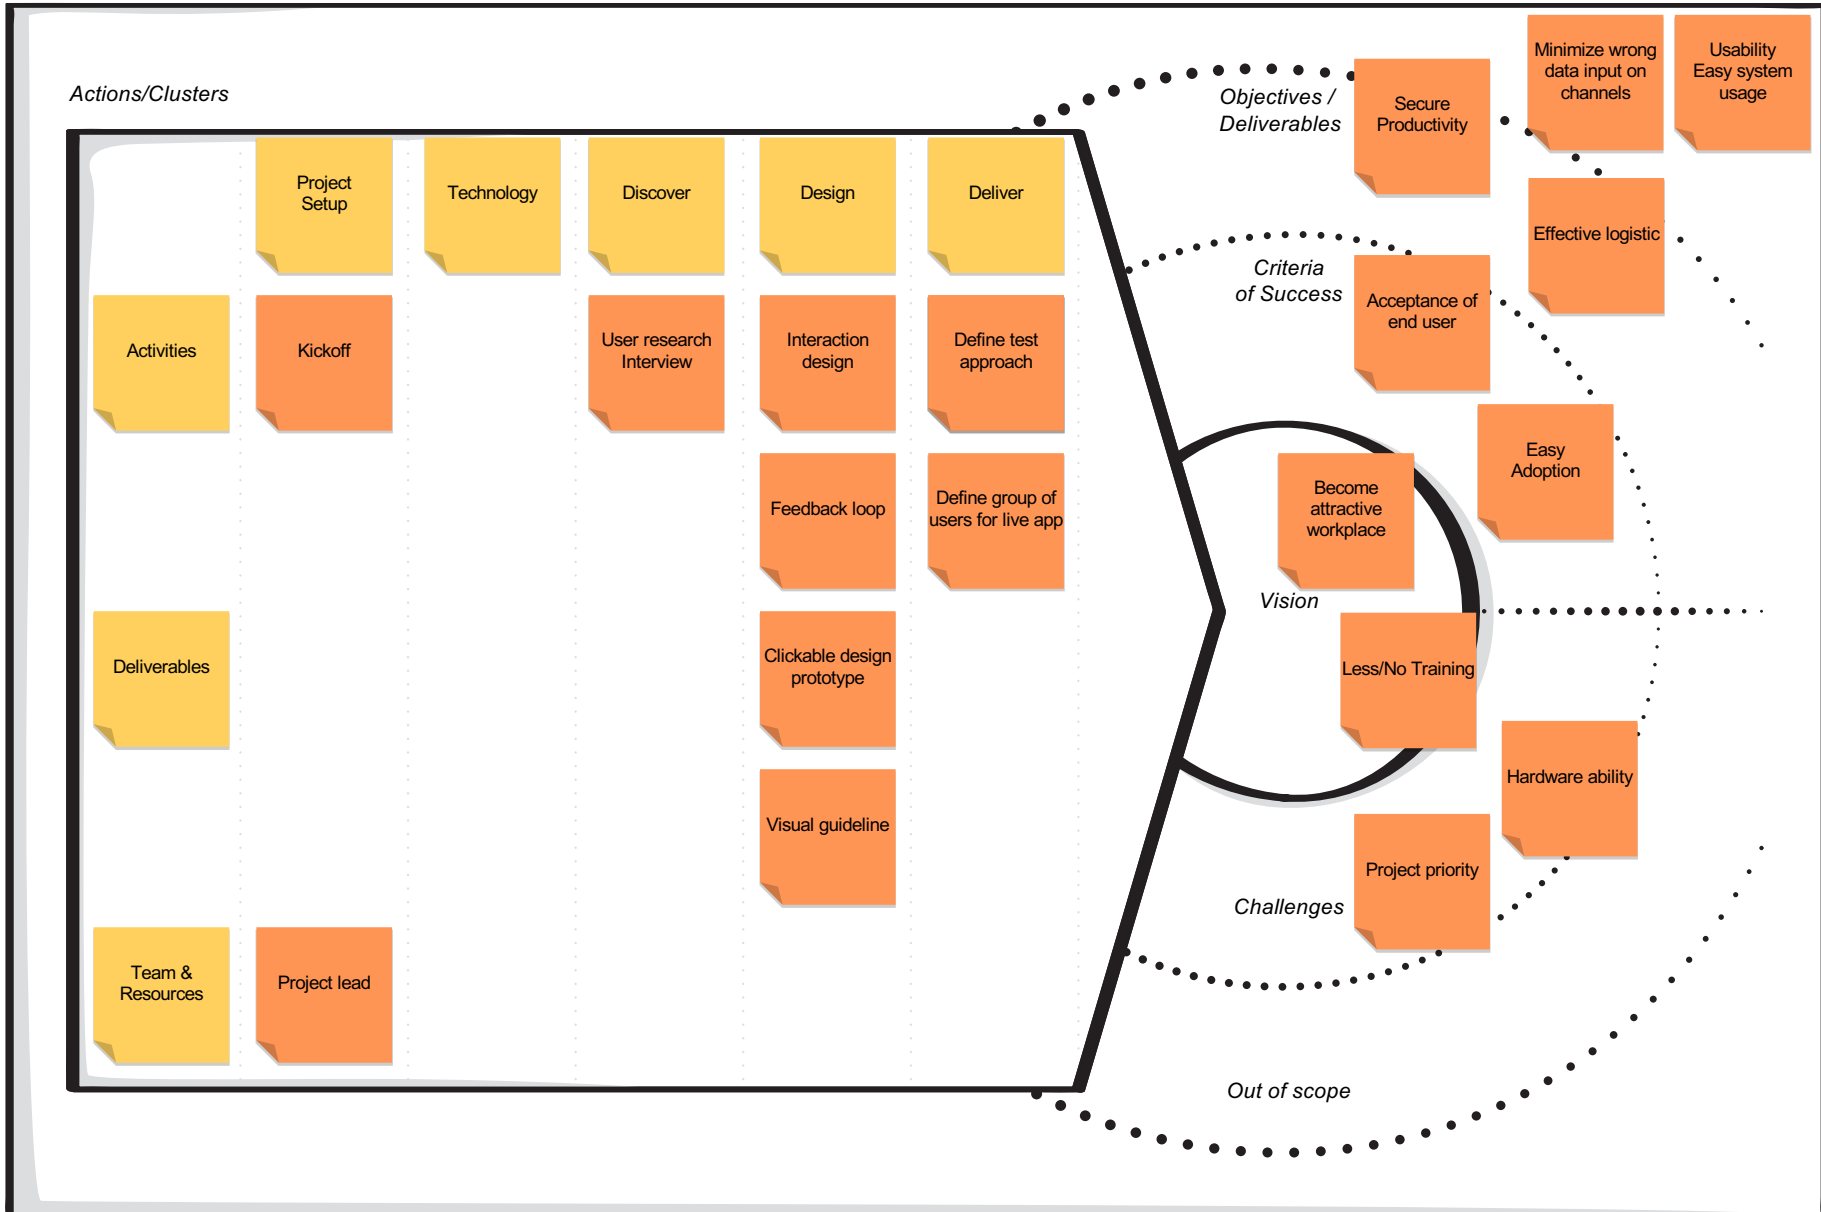 Actions/Clusters
Project
Setup
Technology
Discover
Design
Deliver
Activities
Kickoff
User research
Interview
Interaction
design
Define test
approach
Feedback loop
Define group of
users for live app
Deliverables
Clickable design
prototype
Visual guideline
Team &
Resources
Project lead
Objectives /
Deliverables
Secure
Productivity
Minimize wrong
data input on
channels
Usability
Easy system
usage
Effective logistic
Criteria
of Success
Acceptance of
end user
Easy
Adoption
Become
attractive
workplace
Vision
Less/No Training
Hardware ability
Project priority
Challenges
Out of scope